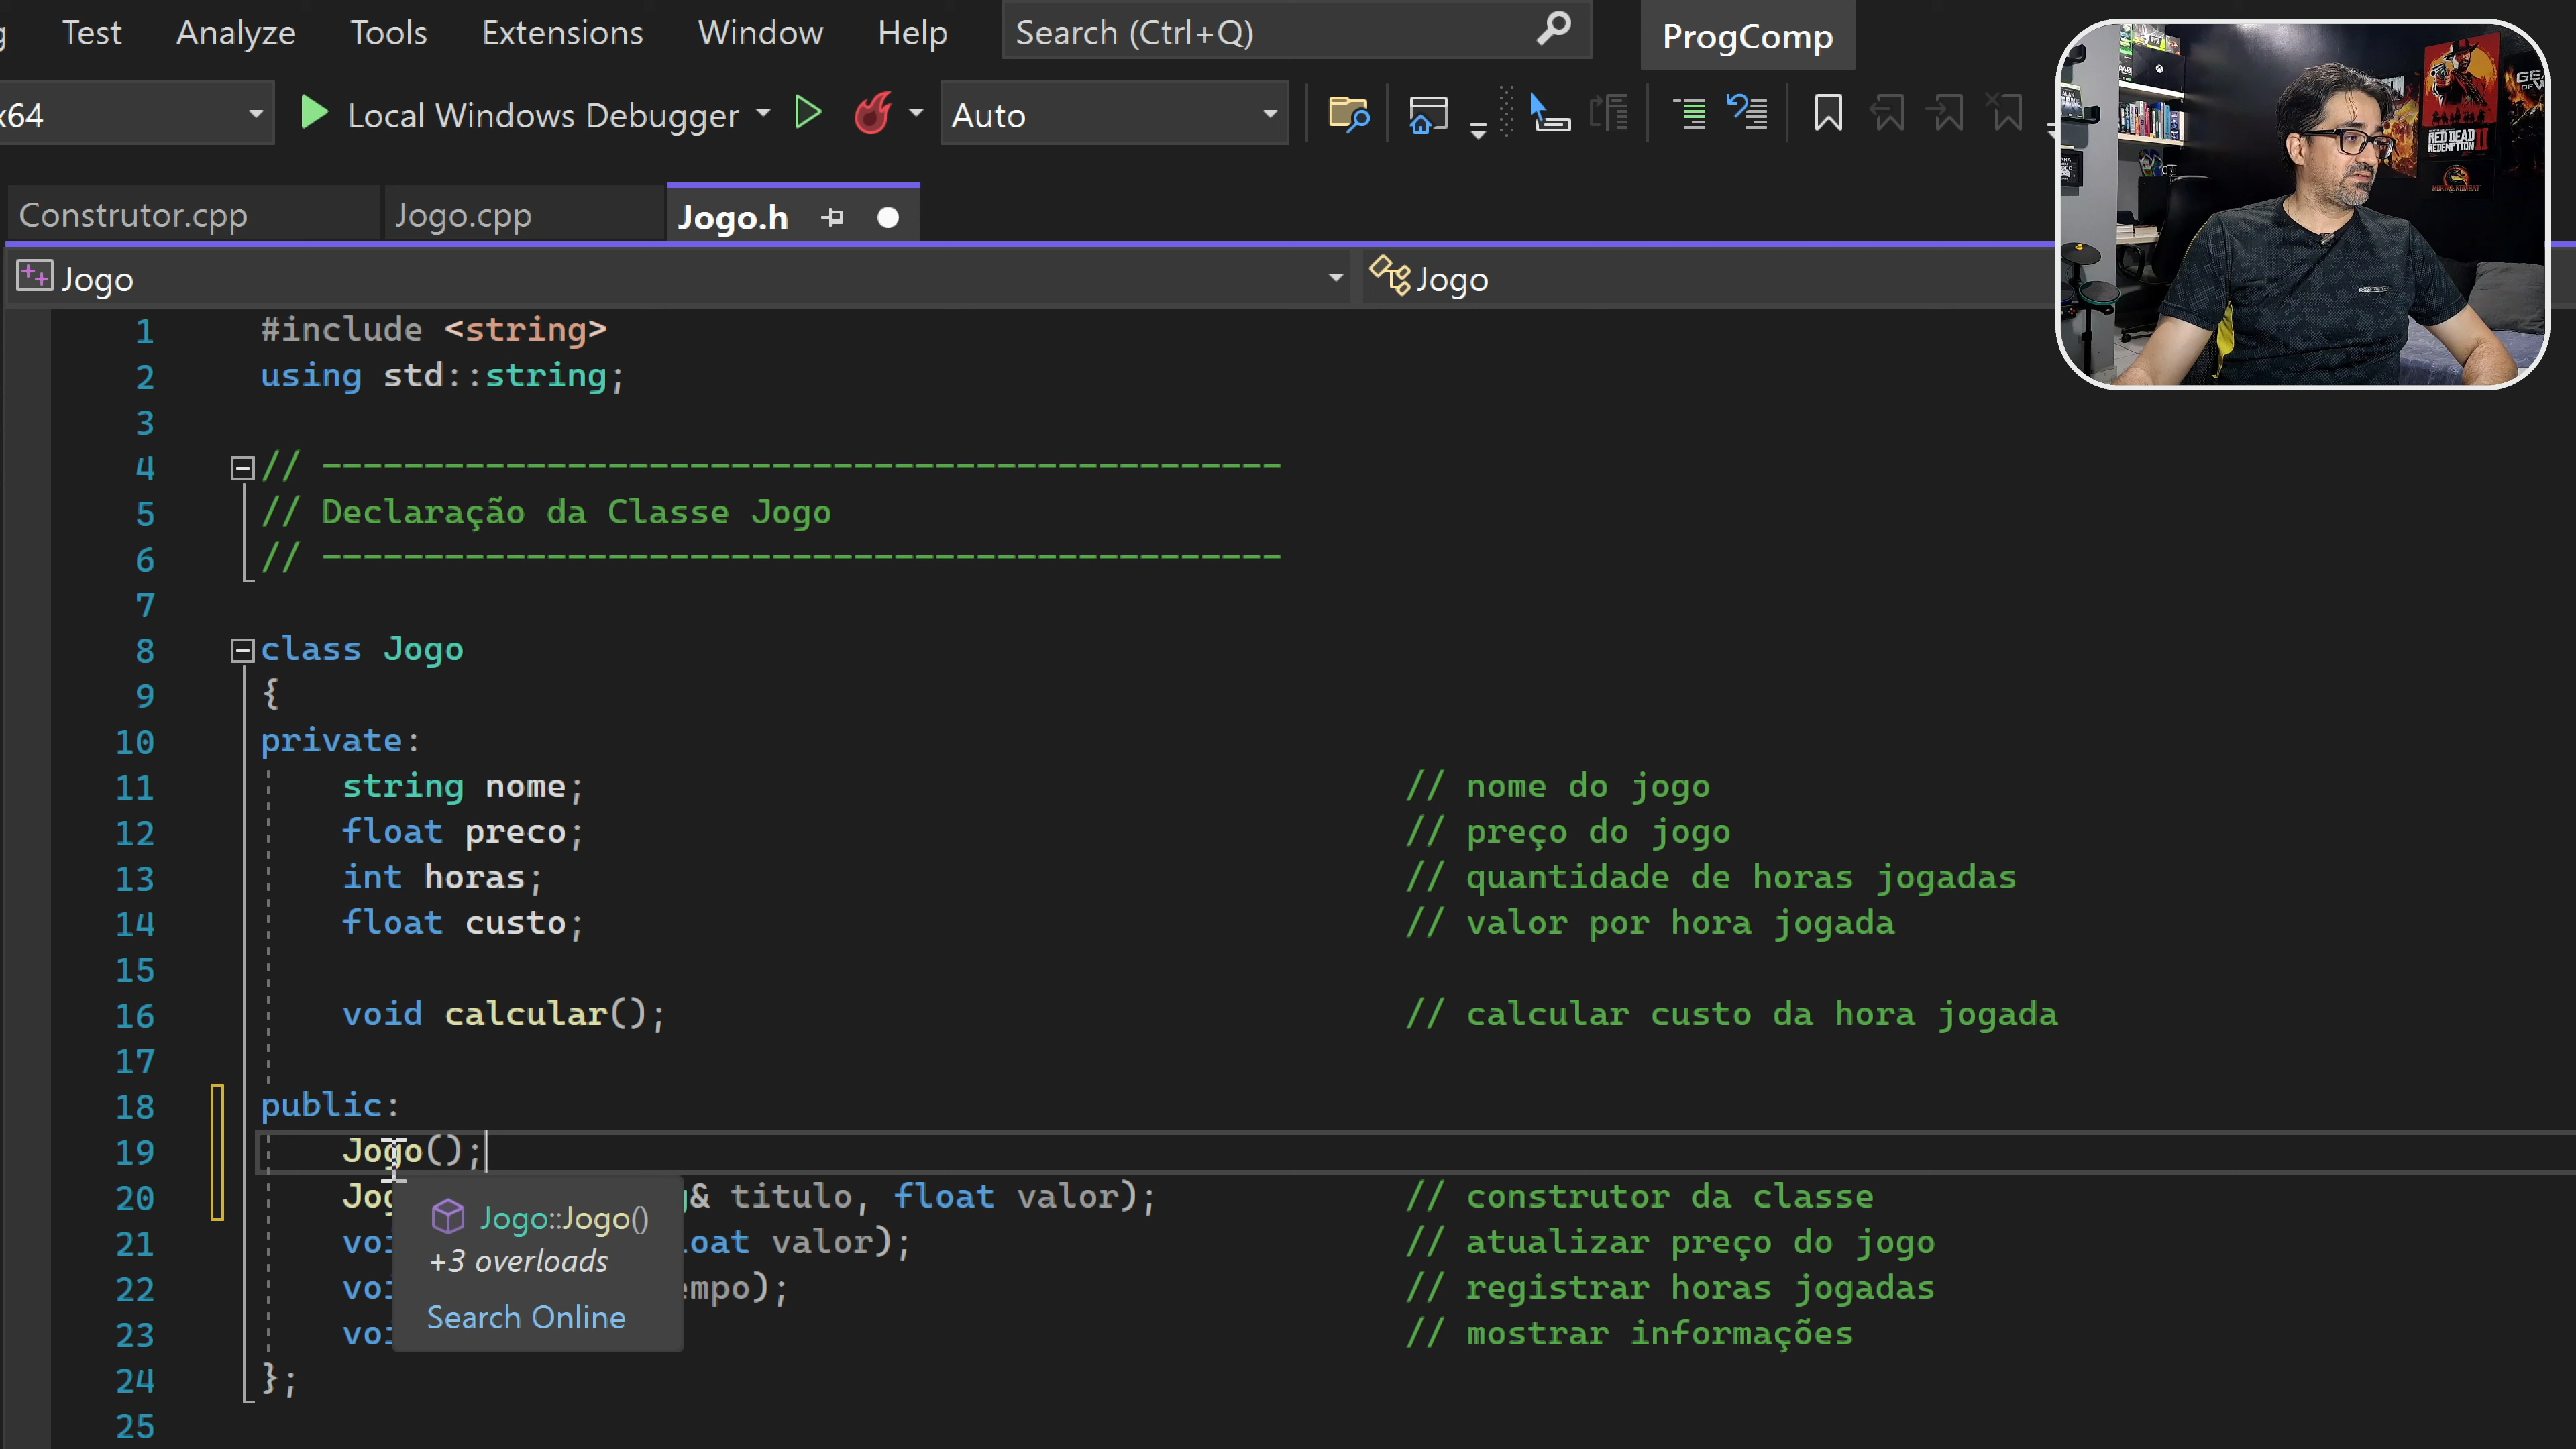 Test Analyze Tools Extensions Window Help Search (Ctrl+Q) ProgComp
x64 Local Windows Debugger Auto
Construtor.cpp Jogo.cpp Jogo.h
Jogo Jogo
1 #include <string>
2 using std::string;
3
4 // -----------------------------------------------
5 // Declaração da Classe Jogo
6 // -----------------------------------------------
7
8 class Jogo
9 {
10 private:
11 string nome; // nome do jogo
12 float preco; // preço do jogo
13 int horas; // quantidade de horas jogadas
14 float custo; // valor por hora jogada
15
16 void calcular(); // calcular custo da hora jogada
17
18 public:
19 Jogo();
20 & titulo, float valor); // construtor da classe
21 valor); // atualizar preço do jogo
22 // registrar horas jogadas
23 // mostrar informações
24 };
25
Jogo::Jogo()
+3 overloads
Search Online
RED DEAD
REDEMPTION II